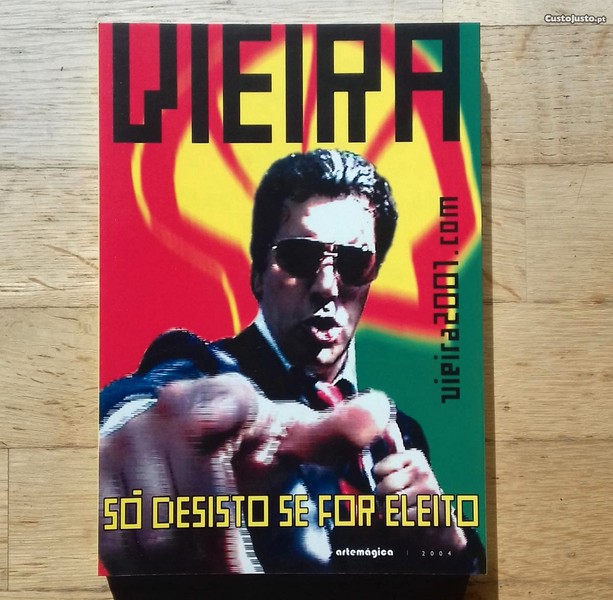 CustoJusto.pt
VIEIRA
vieira2001.com
SÓ DESISTO SE FOR ELEITO
artemágica | 2004